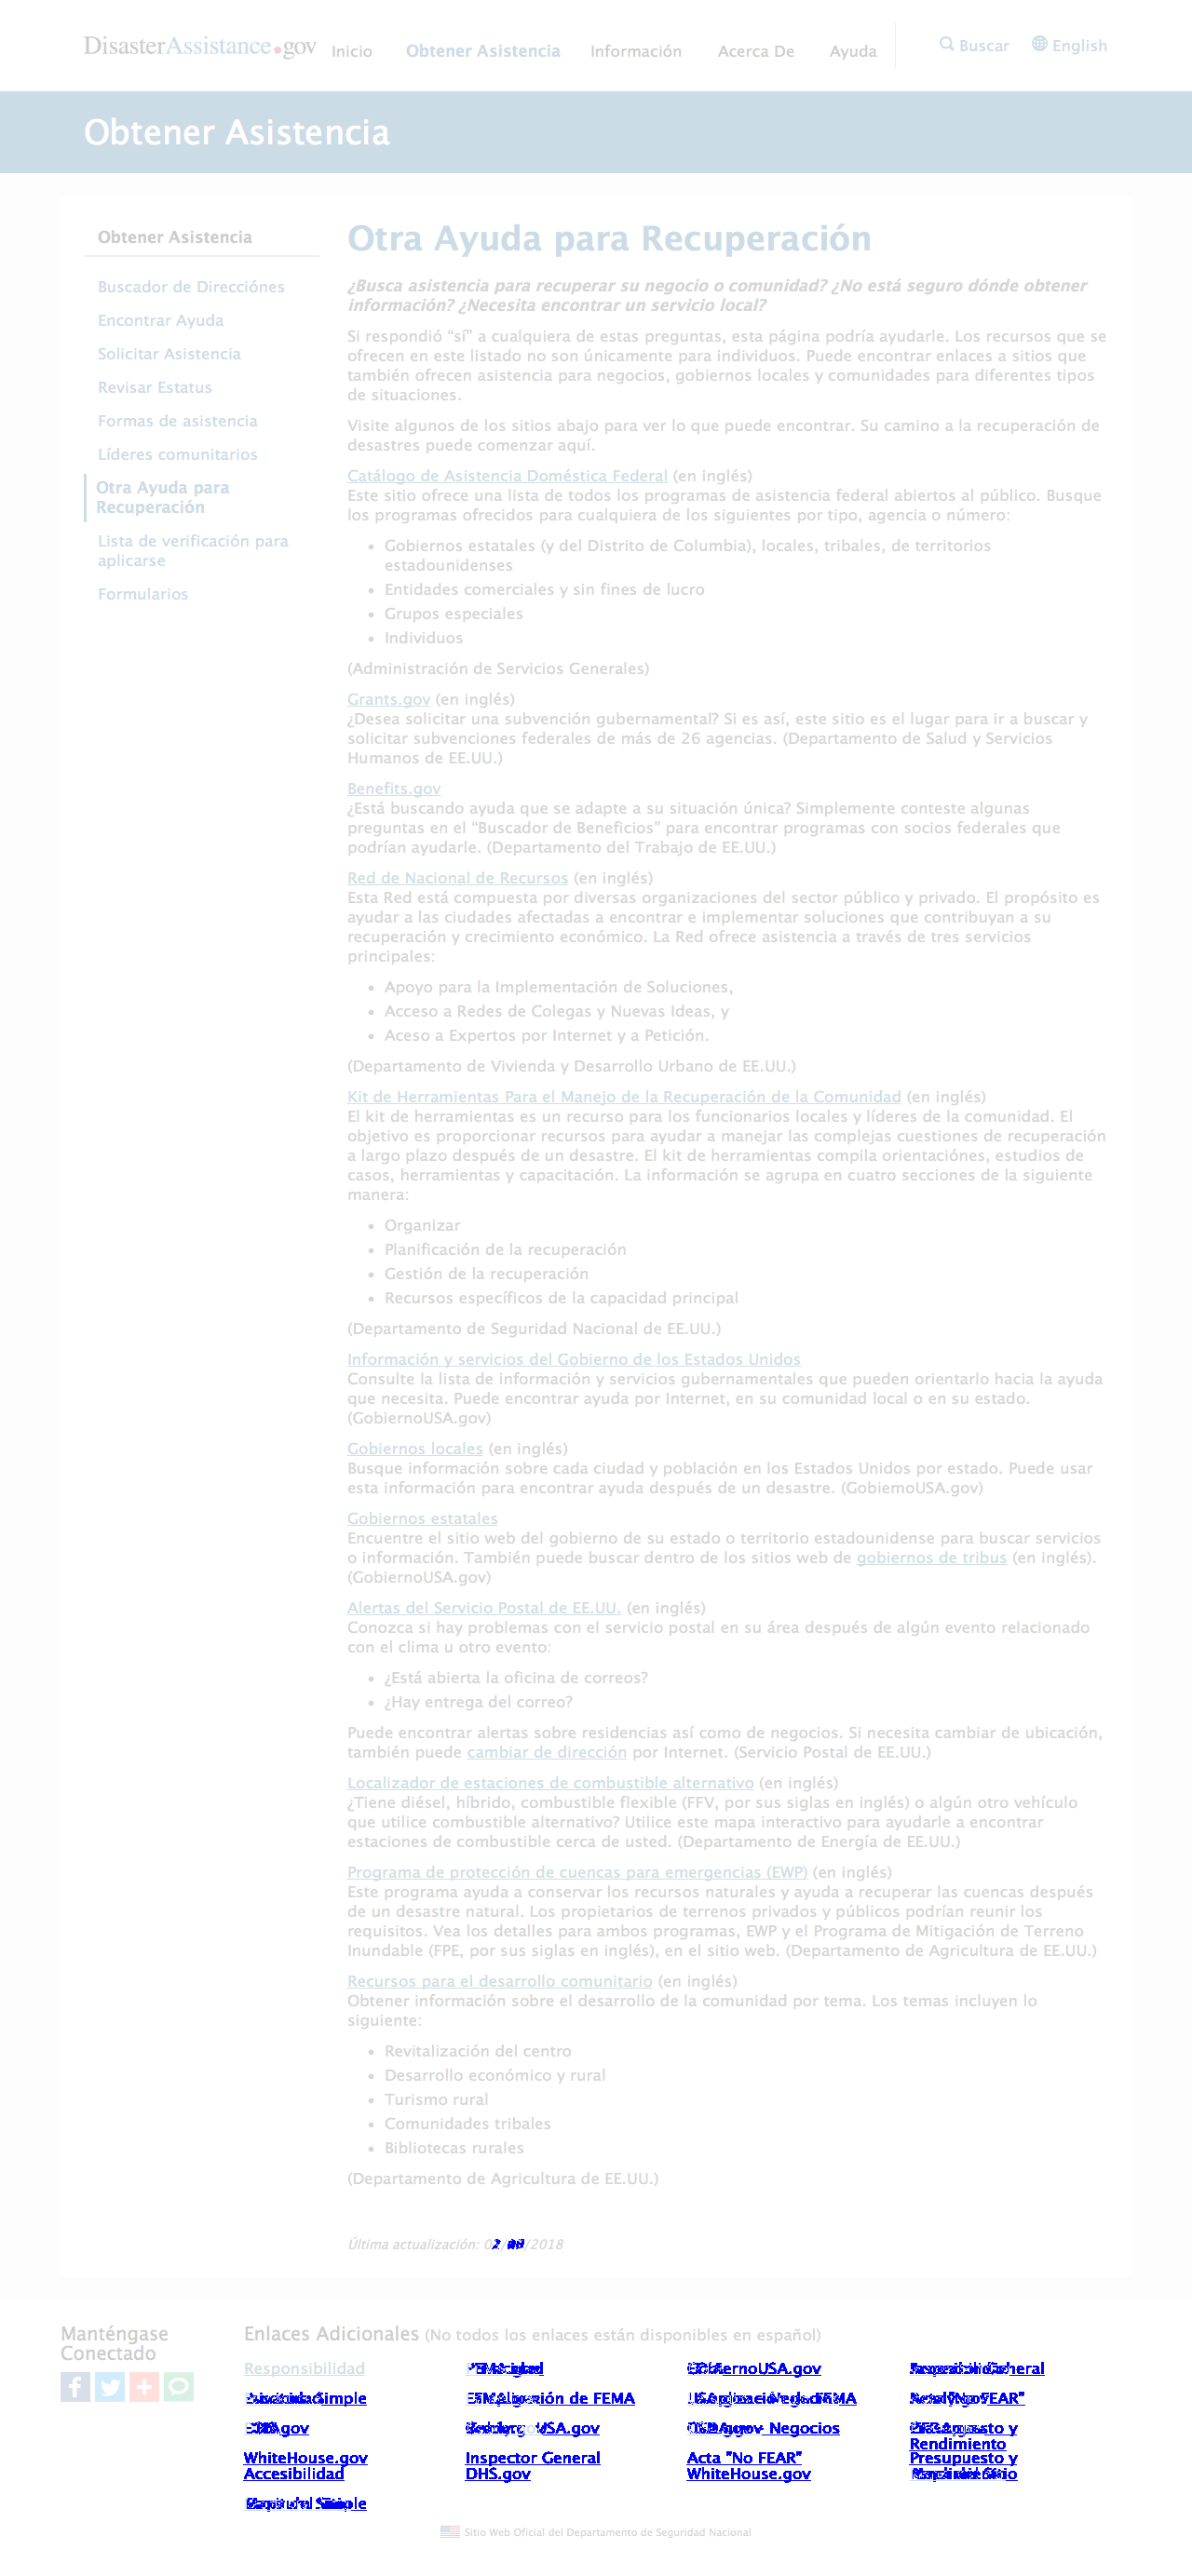 DisasterAssistance.gov Inicio Obtener Asistencia Información Acerca De Ayuda Buscar English
Obtener Asistencia
Obtener Asistencia
Buscador de Direcciónes
Encontrar Ayuda
Solicitar Asistencia
Revisar Estatus
Formas de asistencia
Líderes comunitarios
Otra Ayuda para
Recuperación
Lista de verificación para
aplicarse
Formularios
Otra Ayuda para Recuperación
¿Busca asistencia para recuperar su negocio o comunidad? ¿No está seguro dónde obtener
información? ¿Necesita encontrar un servicio local?
Si respondió “sí” a cualquiera de estas preguntas, esta página podría ayudarle. Los recursos que se
ofrecen en este listado no son únicamente para individuos. Puede encontrar enlaces a sitios que
también ofrecen asistencia para negocios, gobiernos locales y comunidades para diferentes tipos
de situaciones.
Visite algunos de los sitios abajo para ver lo que puede encontrar. Su camino a la recuperación de
desastres puede comenzar aquí.
Catálogo de Asistencia Doméstica Federal (en inglés)
Este sitio ofrece una lista de todos los programas de asistencia federal abiertos al público. Busque
los programas ofrecidos para cualquiera de los siguientes por tipo, agencia o número:
• Gobiernos estatales (y del Distrito de Columbia), locales, tribales, de territorios
estadounidenses
• Entidades comerciales y sin fines de lucro
• Grupos especiales
• Individuos
(Administración de Servicios Generales)
Grants.gov (en inglés)
¿Desea solicitar una subvención gubernamental? Si es así, este sitio es el lugar para ir a buscar y
solicitar subvenciones federales de más de 26 agencias. (Departamento de Salud y Servicios
Humanos de EE.UU.)
Benefits.gov
¿Está buscando ayuda que se adapte a su situación única? Simplemente conteste algunas
preguntas en el “Buscador de Beneficios” para encontrar programas con socios federales que
podrían ayudarle. (Departamento del Trabajo de EE.UU.)
Red de Nacional de Recursos (en inglés)
Esta Red está compuesta por diversas organizaciones del sector público y privado. El propósito es
ayudar a las ciudades afectadas a encontrar e implementar soluciones que contribuyan a su
recuperación y crecimiento económico. La Red ofrece asistencia a través de tres servicios
principales:
• Apoyo para la Implementación de Soluciones,
• Acceso a Redes de Colegas y Nuevas Ideas, y
• Aceso a Expertos por Internet y a Petición.
(Departamento de Vivienda y Desarrollo Urbano de EE.UU.)
Kit de Herramientas Para el Manejo de la Recuperación de la Comunidad (en inglés)
El kit de herramientas es un recurso para los funcionarios locales y líderes de la comunidad. El
objetivo es proporcionar recursos para ayudar a manejar las complejas cuestiones de recuperación
a largo plazo después de un desastre. El kit de herramientas compila orientaciónes, estudios de
casos, herramientas y capacitación. La información se agrupa en cuatro secciones de la siguiente
manera:
• Organizar
• Planificación de la recuperación
• Gestión de la recuperación
• Recursos específicos de la capacidad principal
(Departamento de Seguridad Nacional de EE.UU.)
Información y servicios del Gobierno de los Estados Unidos
Consulte la lista de información y servicios gubernamentales que pueden orientarlo hacia la ayuda
que necesita. Puede encontrar ayuda por Internet, en su comunidad local o en su estado.
(GobiernoUSA.gov)
Gobiernos locales (en inglés)
Busque información sobre cada ciudad y población en los Estados Unidos por estado. Puede usar
esta información para encontrar ayuda después de un desastre. (GobiemoUSA.gov)
Gobiernos estatales
Encuentre el sitio web del gobierno de su estado o territorio estadounidense para buscar servicios
o información. También puede buscar dentro de los sitios web de gobiernos de tribus (en inglés).
(GobiernoUSA.gov)
Alertas del Servicio Postal de EE.UU. (en inglés)
Conozca si hay problemas con el servicio postal en su área después de algún evento relacionado
con el clima u otro evento:
• ¿Está abierta la oficina de correos?
• ¿Hay entrega del correo?
Puede encontrar alertas sobre residencias así como de negocios. Si necesita cambiar de ubicación,
también puede cambiar de dirección por Internet. (Servicio Postal de EE.UU.)
Localizador de estaciones de combustible alternativo (en inglés)
¿Tiene diésel, híbrido, combustible flexible (FFV, por sus siglas en inglés) o algún otro vehículo
que utilice combustible alternativo? Utilice este mapa interactivo para ayudarle a encontrar
estaciones de combustible cerca de usted. (Departamento de Energía de EE.UU.)
Programa de protección de cuencas para emergencias (EWP) (en inglés)
Este programa ayuda a conservar los recursos naturales y ayuda a recuperar las cuencas después
de un desastre natural. Los propietarios de terrenos privados y públicos podrían reunir los
requisitos. Vea los detalles para ambos programas, EWP y el Programa de Mitigación de Terreno
Inundable (FPE, por sus siglas en inglés), en el sitio web. (Departamento de Agricultura de EE.UU.)
Recursos para el desarrollo comunitario (en inglés)
Obtener información sobre el desarrollo de la comunidad por tema. Los temas incluyen lo
siguiente:
• Revitalización del centro
• Desarrollo económico y rural
• Turismo rural
• Comunidades tribales
• Bibliotecas rurales
(Departamento de Agricultura de EE.UU.)
Última actualización: /2018
Manténgase
Conectado
Enlaces Adicionales (No todos los enlaces están disponibles en español)
Responsibilidad
Negocios
Rendimiento
WhiteHouse.gov Inspector General Acta "No FEAR" Presupuesto y
Accesibilidad DHS.gov WhiteHouse.gov
Sitio Web Oficial del Departamento de Seguridad Nacional